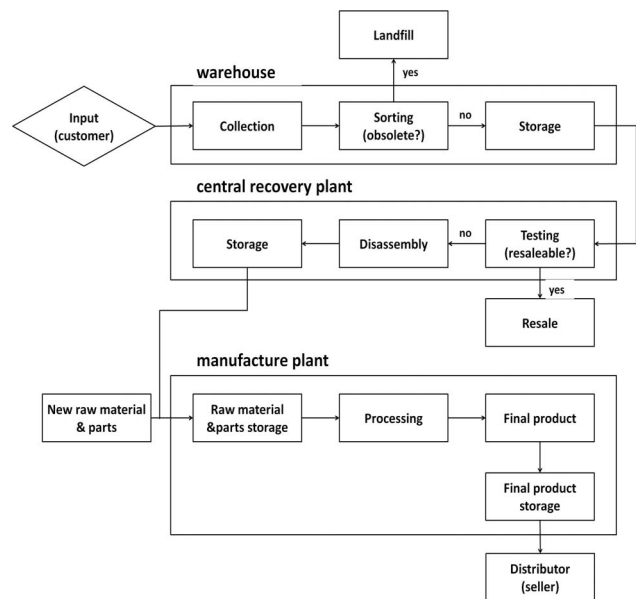 Landfill
warehouse
yes
Input
(customer)
Collection
Sorting
(obsolete?)
no
Storage
central recovery plant
Storage
Disassembly
no
Testing
(resaleable?)
yes
Resale
manufacture plant
New raw material
& parts
Raw material
&parts storage
Processing
Final product
Final product
storage
Distributor
(seller)